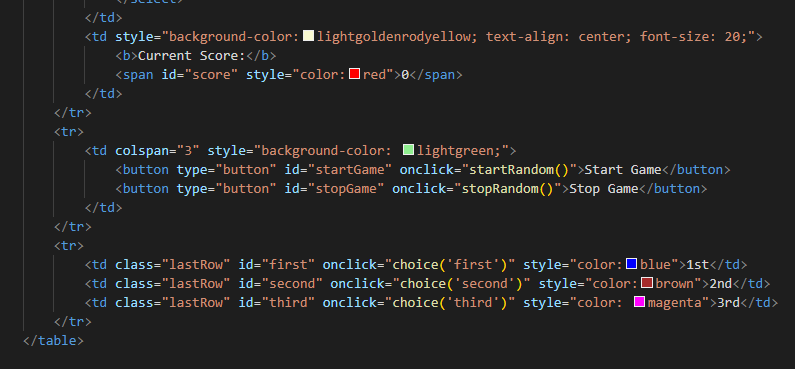 </td>
<td style="background-color: lightgoldenrodyellow; text-align: center; font-size: 20;">
<b>Current Score:</b>
<span id="score" style="color: red">0</span>
</td>
</tr>
<tr>
<td colspan="3" style="background-color: lightgreen;">
<button type="button" id="startGame" onclick="startRandom()">Start Game</button>
<button type="button" id="stopGame" onclick="stopRandom()">Stop Game</button>
</td>
</tr>
<tr>
<td class="lastRow" id="first" onclick="choice('first')" style="color: blue">1st</td>
<td class="lastRow" id="second" onclick="choice('second')" style="color: brown">2nd</td>
<td class="lastRow" id="third" onclick="choice('third')" style="color: magenta">3rd</td>
</tr>
</table>